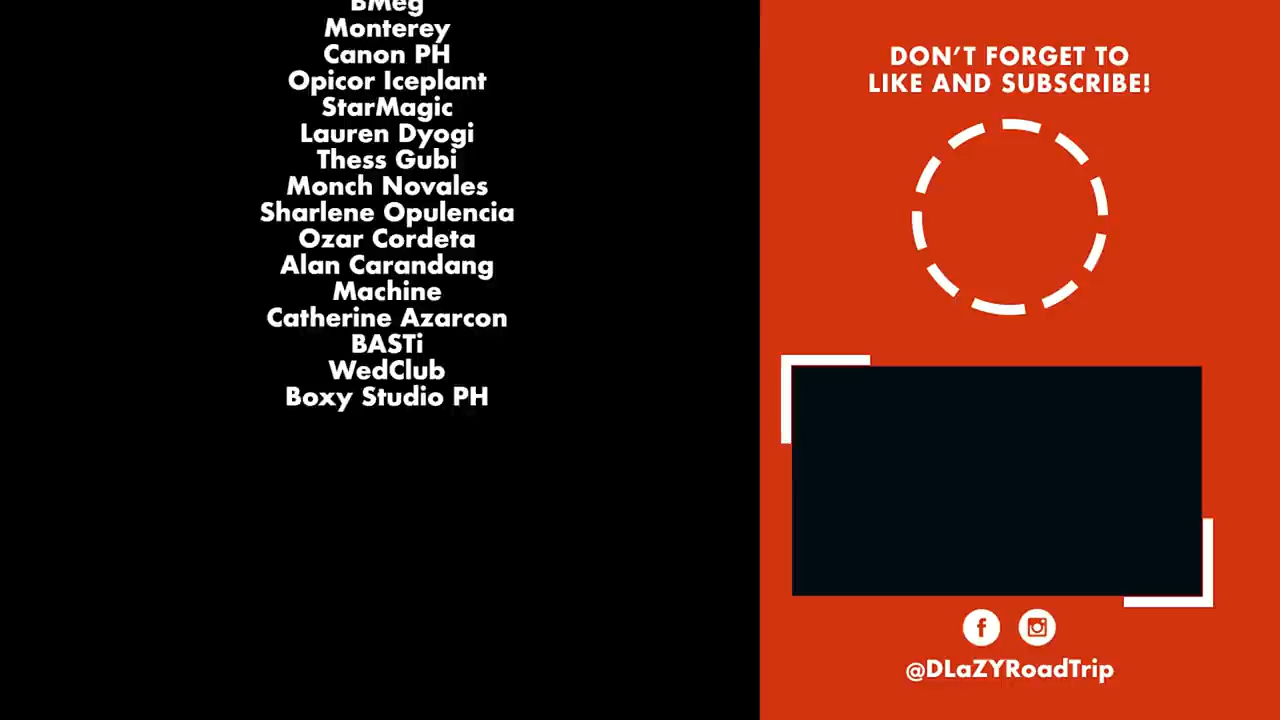 BMeg
Monterey
Canon PH
Opicor Iceplant
StarMagic
Lauren Dyogi
Thess Gubi
Monch Novales
Sharlene Opulencia
Ozar Cordeta
Alan Carandang
Machine
Catherine Azarcon
BASTi
WedClub
Boxy Studio PH
DON'T FORGET TO
LIKE AND SUBSCRIBE!
@DLaZYRoadTrip